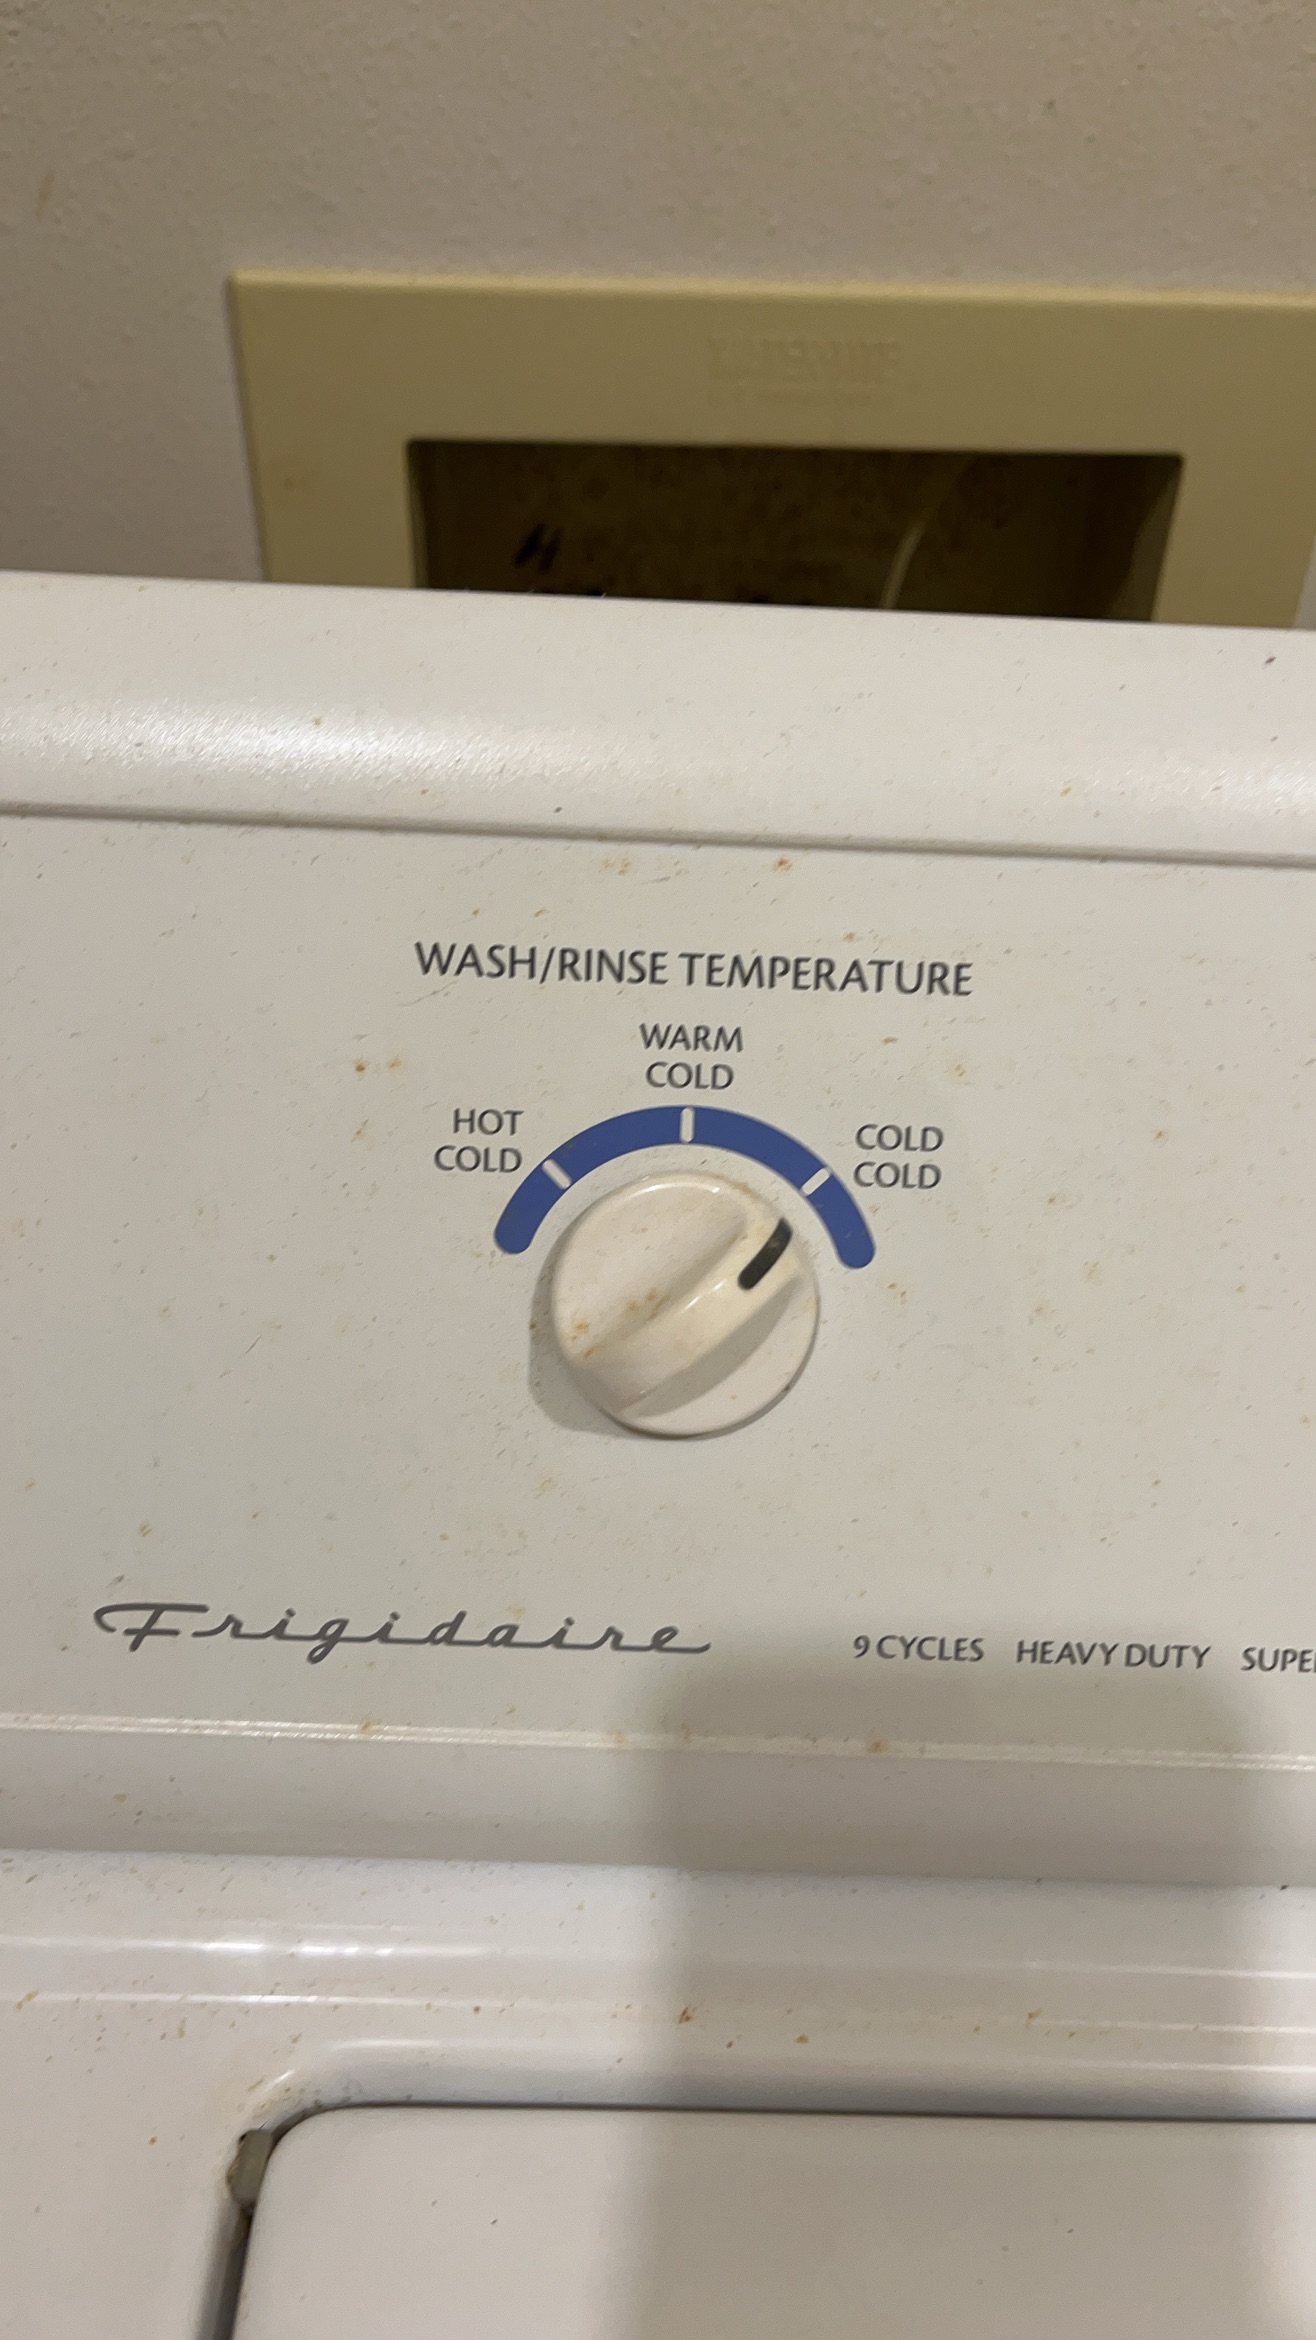 H
WASH/RINSE TEMPERATURE
WARM
COLD
HOT
COLD
COLD
COLD
Frigidaire
9 CYCLES HEAVY DUTY